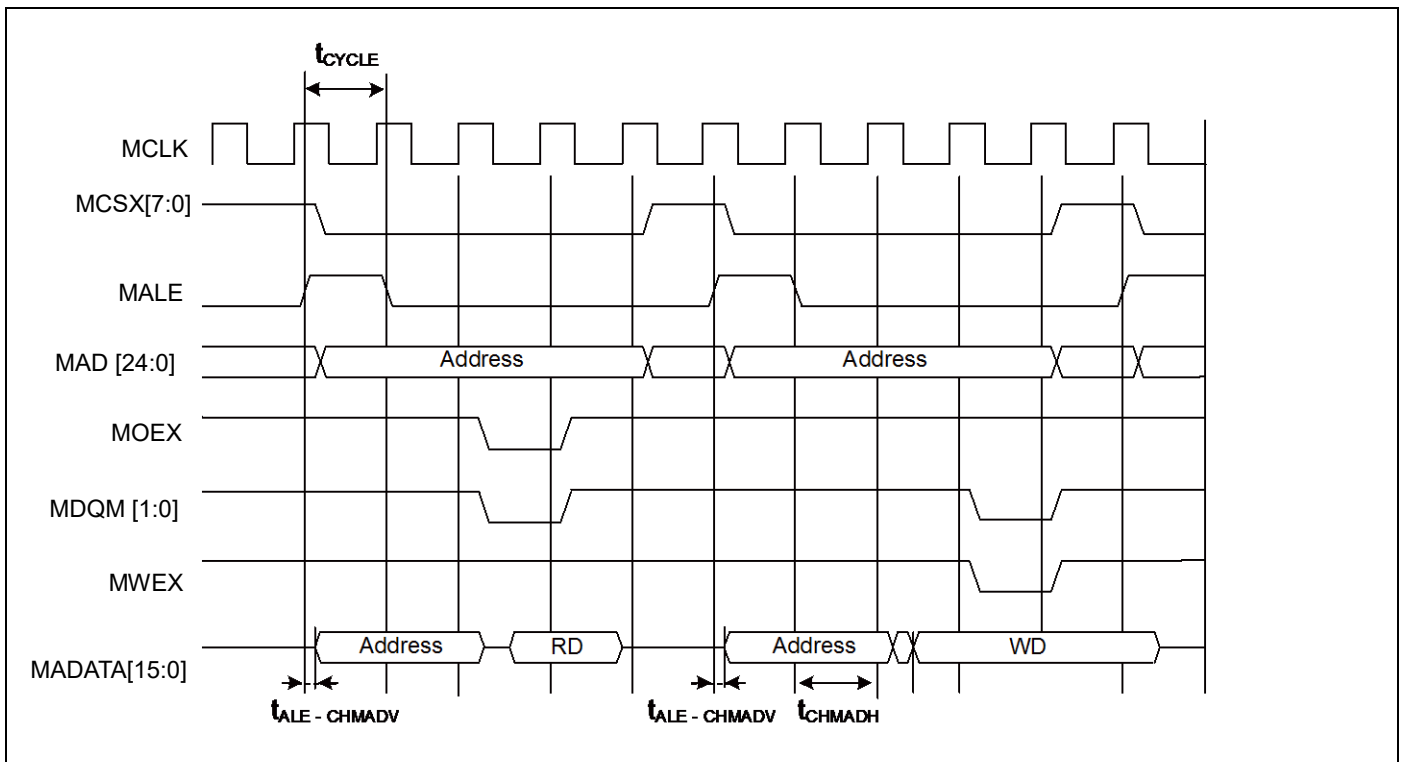 tCYCLE
MCLK
MCSX[7:0]
MALE
MAD [24:0] Address Address
MOEX
MDQM [1:0]
MWEX
MADATA[15:0] Address RD Address WD
tALE - CHMADV tALE - CHMADV tCHMADH